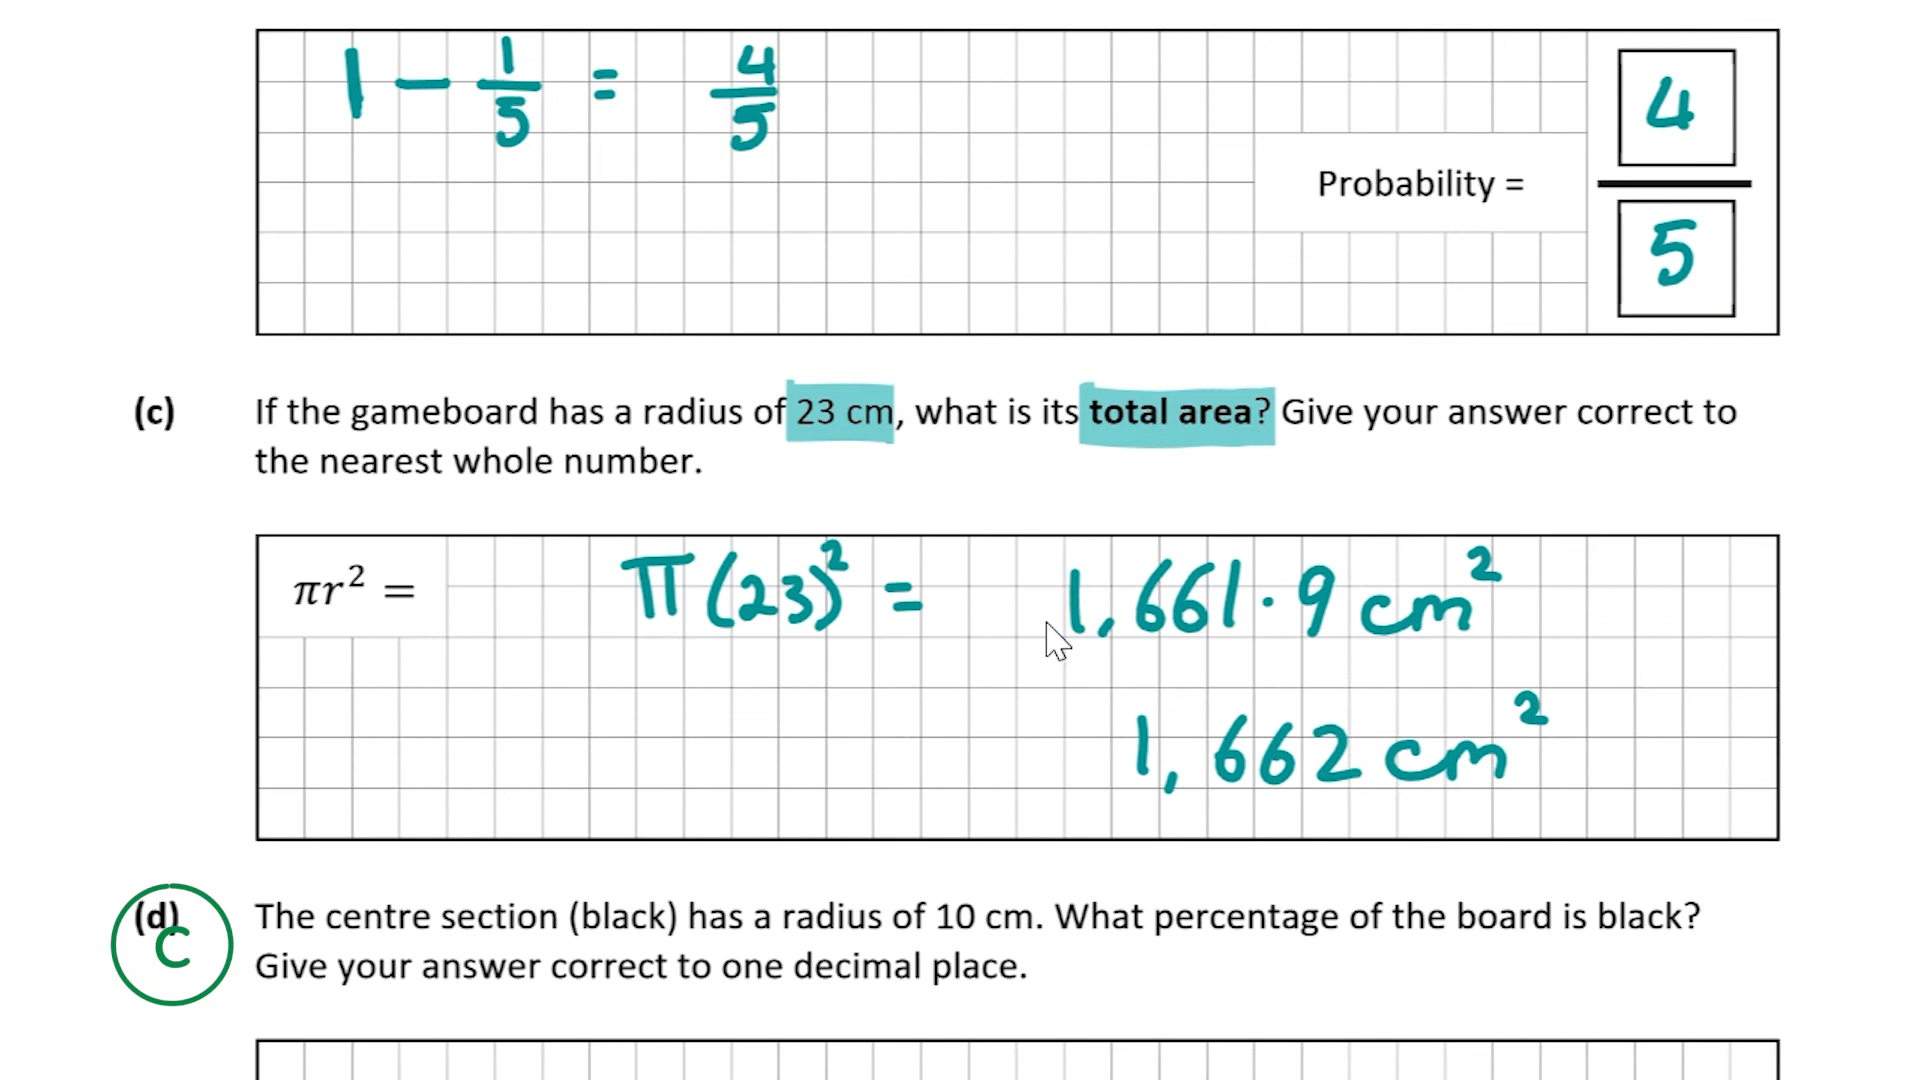 1 − 1/5 = 4/5
4
Probability =
5
(c) If the gameboard has a radius of 23 cm, what is its total area? Give your answer correct to
the nearest whole number.
πr² = π(23)² = 1,661·9 cm²
1,662 cm²
(d) The centre section (black) has a radius of 10 cm. What percentage of the board is black?
C
Give your answer correct to one decimal place.